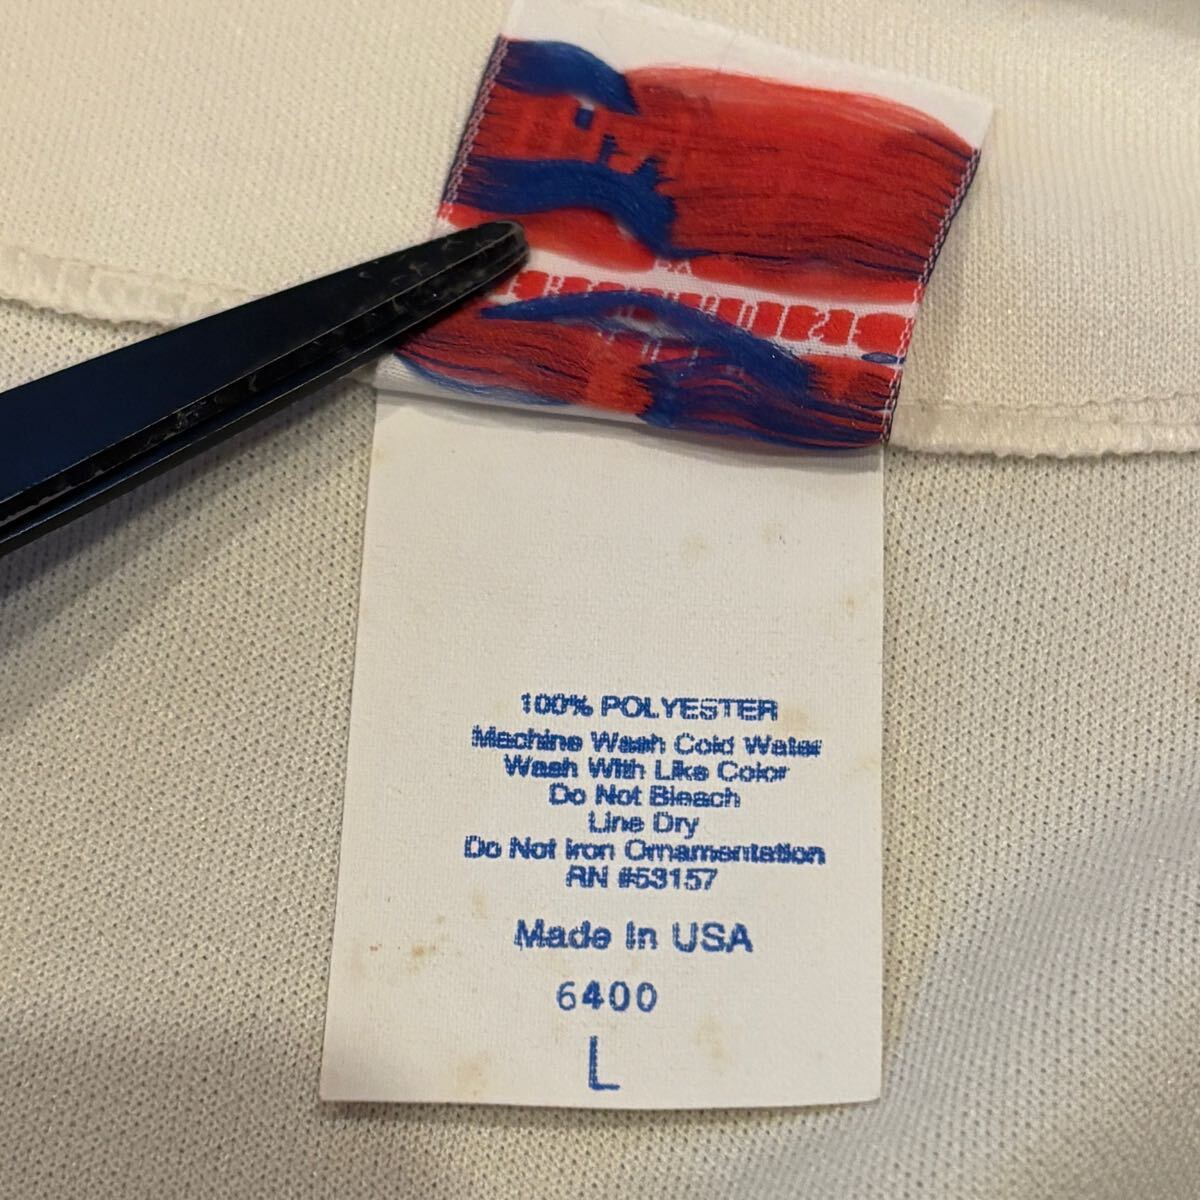 100% POLYESTER
Machine Wash Cold Water
Wash With Like Color
Do Not Bleach
Line Dry
Do Not Iron Ornamentation
RN #53157
Made In USA
6400
L